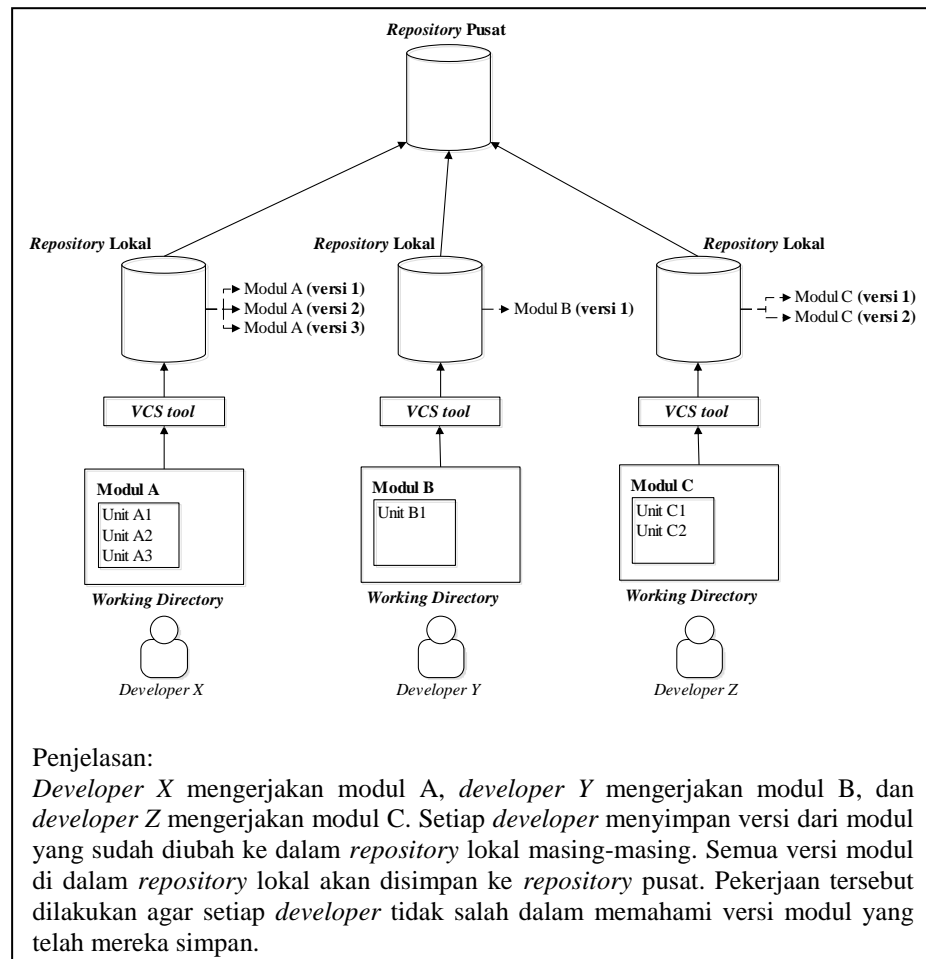 Repository Pusat
Repository Lokal
Repository Lokal
Repository Lokal
Modul A (versi 1)
Modul A (versi 2)
Modul A (versi 3)
Modul B (versi 1)
Modul C (versi 1)
Modul C (versi 2)
VCS tool
VCS tool
VCS tool
Modul A
Unit A1
Unit A2
Unit A3
Modul B
Unit B1
Modul C
Unit C1
Unit C2
Working Directory
Working Directory
Working Directory
Developer X
Developer Y
Developer Z
Penjelasan:
Developer X mengerjakan modul A, developer Y mengerjakan modul B, dan
developer Z mengerjakan modul C. Setiap developer menyimpan versi dari modul
yang sudah diubah ke dalam repository lokal masing-masing. Semua versi modul
di dalam repository lokal akan disimpan ke repository pusat. Pekerjaan tersebut
dilakukan agar setiap developer tidak salah dalam memahami versi modul yang
telah mereka simpan.